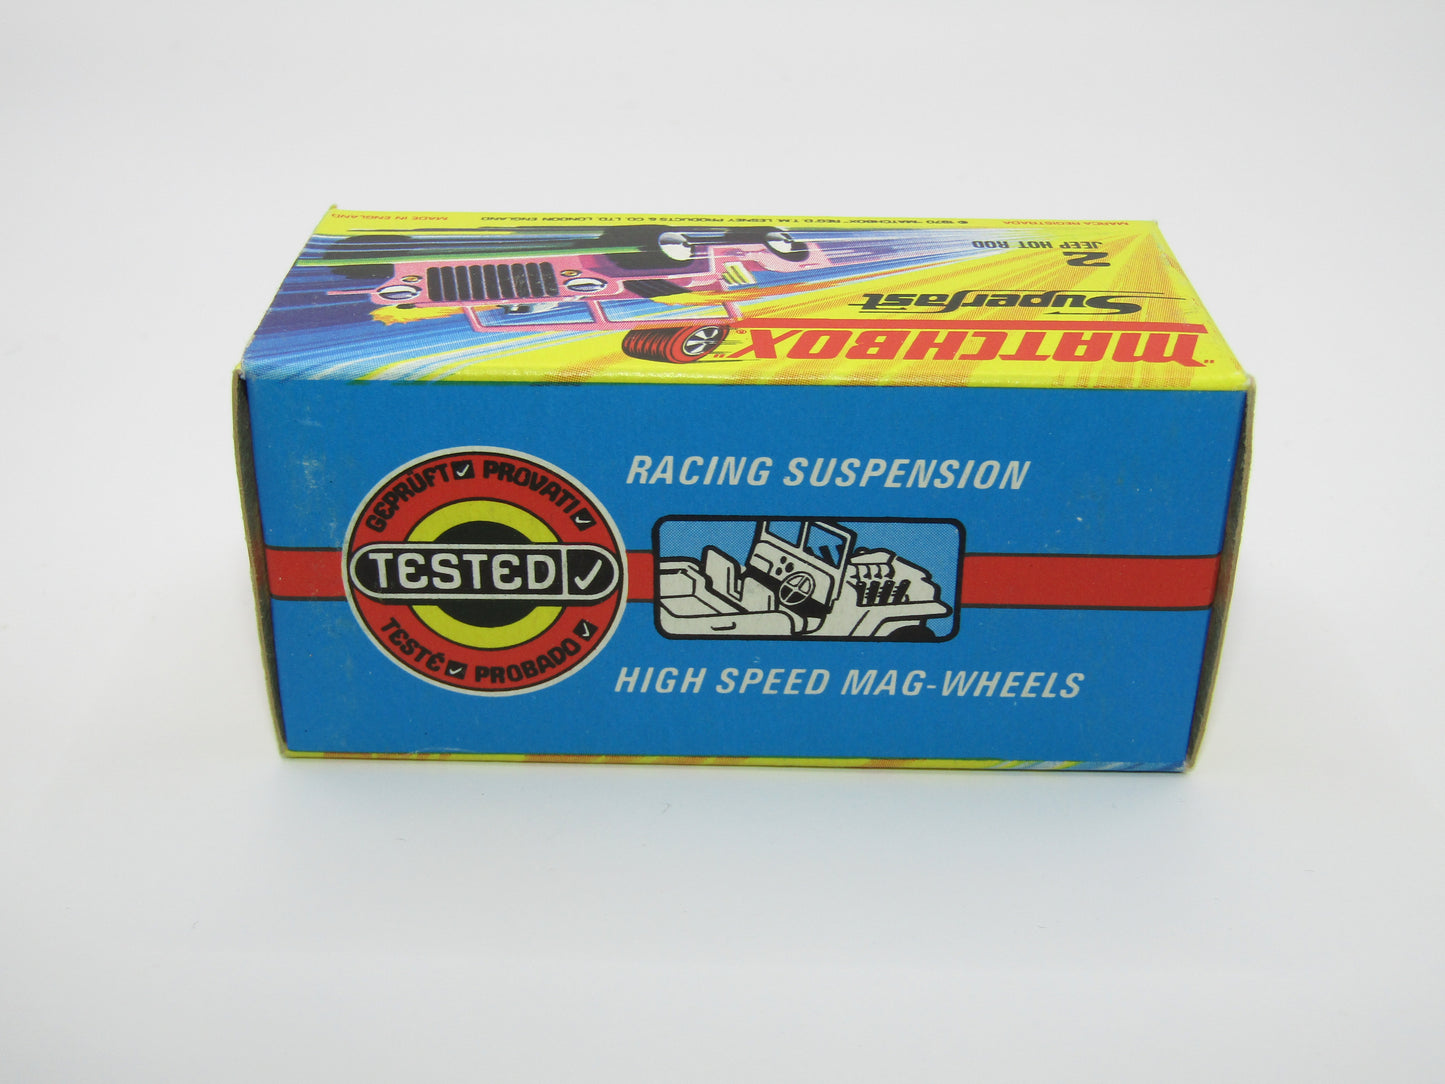 MARCA REGISTRADA
© 1970 "MATCHBOX" REG'D. T.M. LESNEY PRODUCTS & CO. LTD. LONDON ENGLAND
MADE IN ENGLAND
2
JEEP HOT ROD
Superfast
"MATCHBOX"®
RACING SUSPENSION
GEPRÜFT PROVATI
TESTED
TESTÉ PROBADO
HIGH SPEED MAG-WHEELS